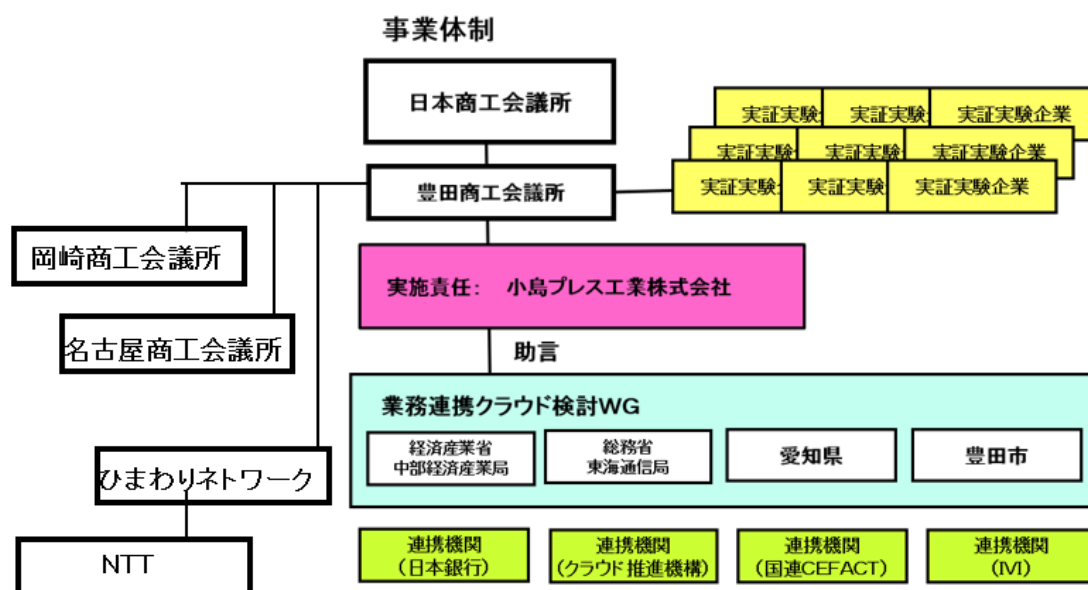 事業体制
日本商工会議所
実証実験
実証実験
実証実験企業
実証実験
実証実験
実証実験企業
実証実験
実証実験
実証実験企業
豊田商工会議所
岡崎商工会議所
実施責任： 小島プレス工業株式会社
名古屋商工会議所
助言
業務連携クラウド検討WG
経済産業省
中部経済産業局
総務省
東海通信局
愛知県
豊田市
ひまわりネットワーク
NTT
連携機関
（日本銀行）
連携機関
（クラウド推進機構）
連携機関
（国連CEFACT）
連携機関
（IVI）